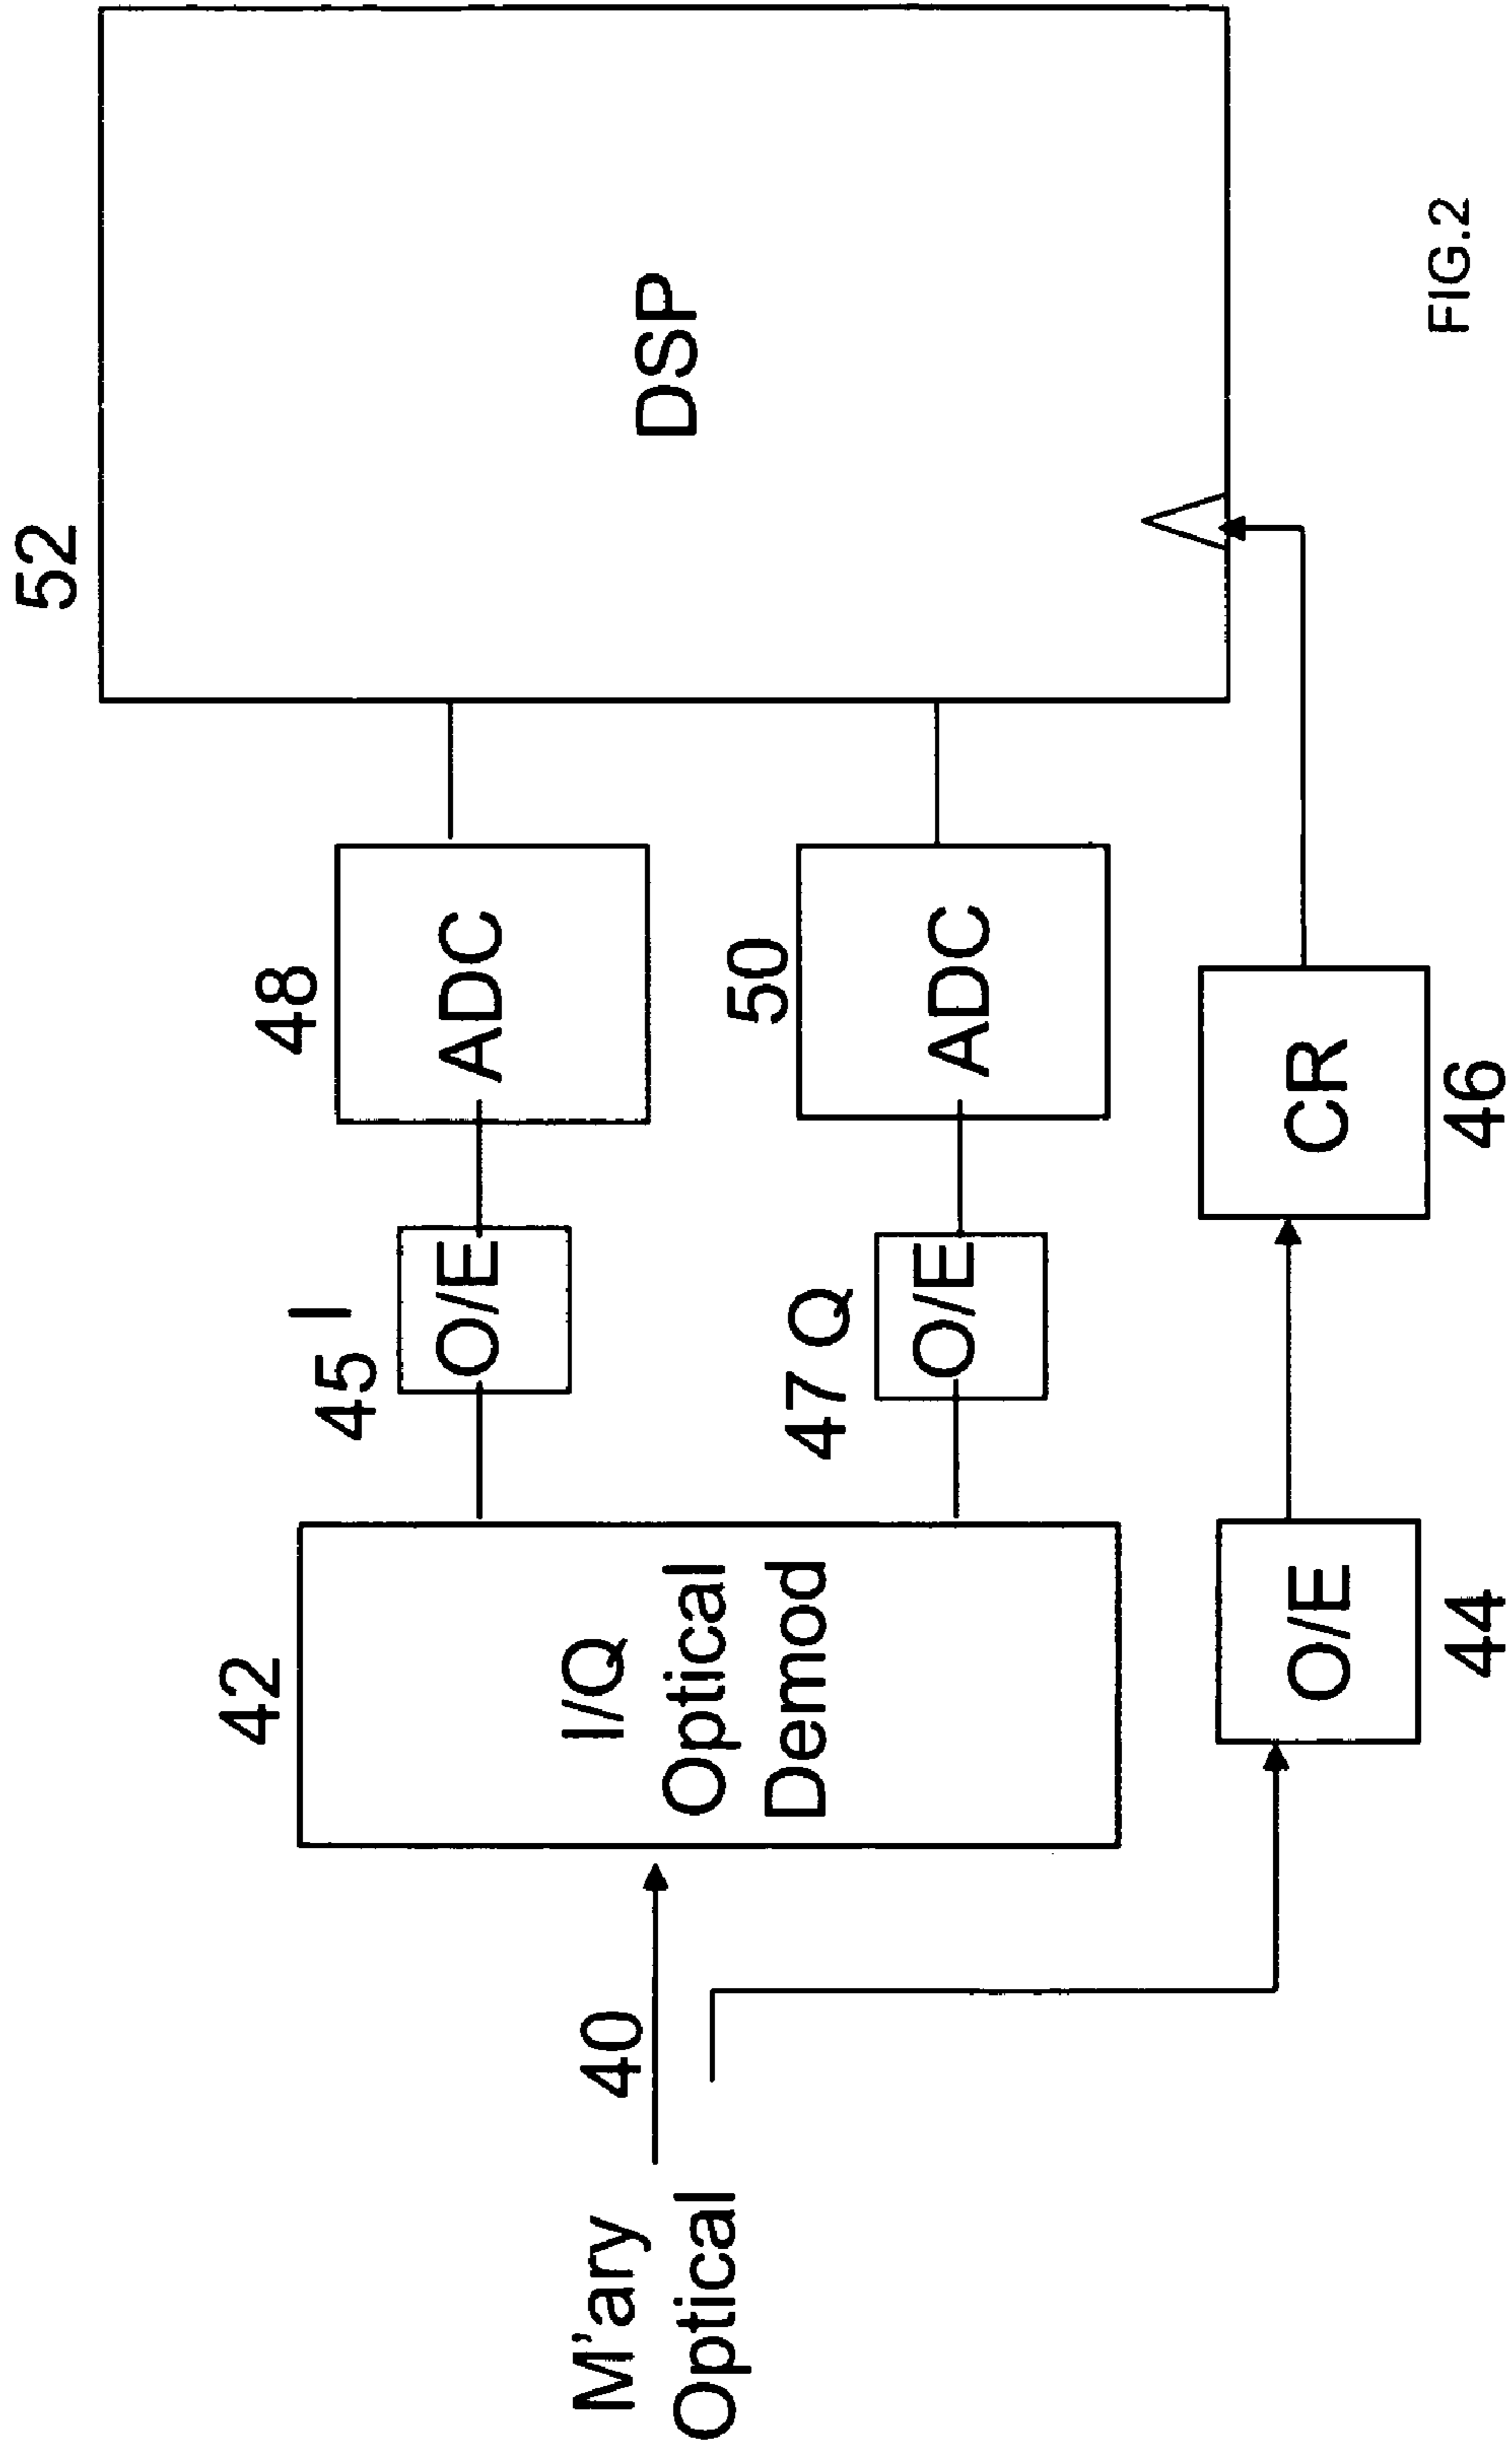 52
DSP
48
ADC
50
ADC
45 I
O/E
47 Q
O/E
CR
46
42
I/Q
Optical
Demod
O/E
44
40
M'ary
Optical
FIG.2